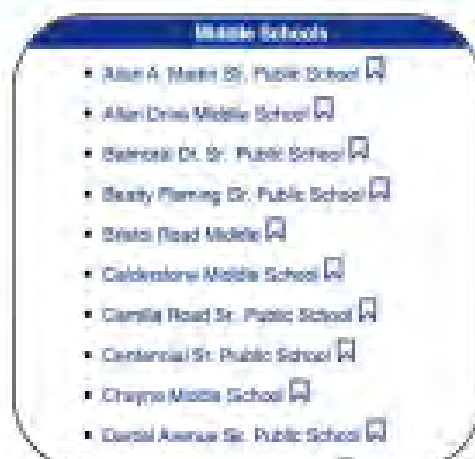 Middle Schools
Allan A. Martin Sr. Public School
Allan Drive Middle School
Balmoral Dr. Sr. Public School
Beatty Fleming Sr. Public School
Bristol Road Middle
Calderstone Middle School
Camilla Road Sr. Public School
Centennial Sr. Public School
Middle School
Avenue Sr. Public School